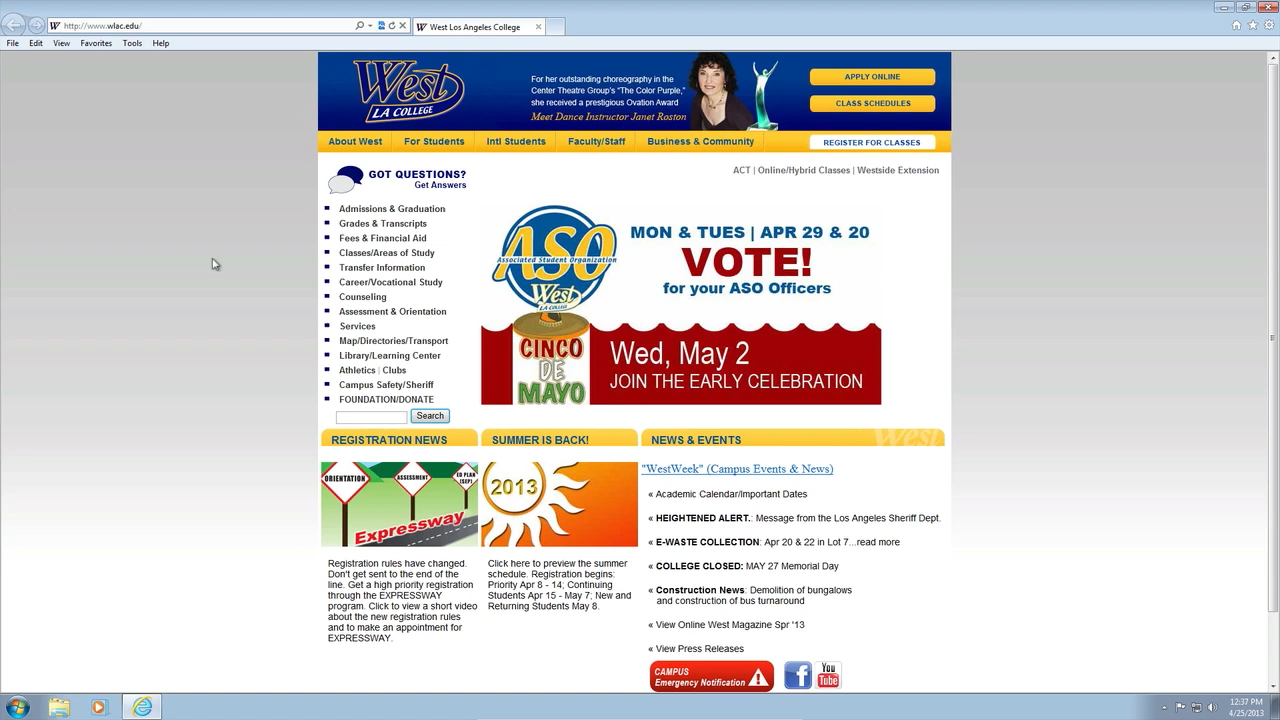 http://www.wlac.edu/
West Los Angeles College
File Edit View Favorites Tools Help
West
LA COLLEGE
For her outstanding choreography in the
Center Theatre Group's "The Color Purple,"
she received a prestigious Ovation Award
Meet Dance Instructor Janet Roston
APPLY ONLINE
CLASS SCHEDULES
About West For Students Intl Students Faculty/Staff Business & Community
REGISTER FOR CLASSES
GOT QUESTIONS?
Get Answers
ACT | Online/Hybrid Classes | Westside Extension
Admissions & Graduation
Grades & Transcripts
Fees & Financial Aid
Classes/Areas of Study
Transfer Information
Career/Vocational Study
Counseling
Assessment & Orientation
Services
Map/Directories/Transport
Library/Learning Center
Athletics | Clubs
Campus Safety/Sheriff
FOUNDATION/DONATE
Search
ASO
Associated Student Organization
West
LA COLLEGE
MON & TUES | APR 29 & 20
VOTE!
for your ASO Officers
CINCO
DE
MAYO
Wed, May 2
JOIN THE EARLY CELEBRATION
REGISTRATION NEWS
ORIENTATION
ASSESSMENT
ED PLAN
(SEP)
Expressway
Registration rules have changed.
Don't get sent to the end of the
line. Get a high priority registration
through the EXPRESSWAY
program. Click to view a short video
about the new registration rules
and to make an appointment for
EXPRESSWAY.
SUMMER IS BACK!
2013
Click here to preview the summer
schedule. Registration begins:
Priority Apr 8 - 14; Continuing
Students Apr 15 - May 7; New and
Returning Students May 8.
NEWS & EVENTS
West
"WestWeek" (Campus Events & News)
« Academic Calendar/Important Dates
« HEIGHTENED ALERT.: Message from the Los Angeles Sheriff Dept.
« E-WASTE COLLECTION: Apr 20 & 22 in Lot 7...read more
« COLLEGE CLOSED: MAY 27 Memorial Day
« Construction News: Demolition of bungalows
and construction of bus turnaround
« View Online West Magazine Spr '13
« View Press Releases
CAMPUS
Emergency Notification
f
You
Tube
12:37 PM
4/25/2013